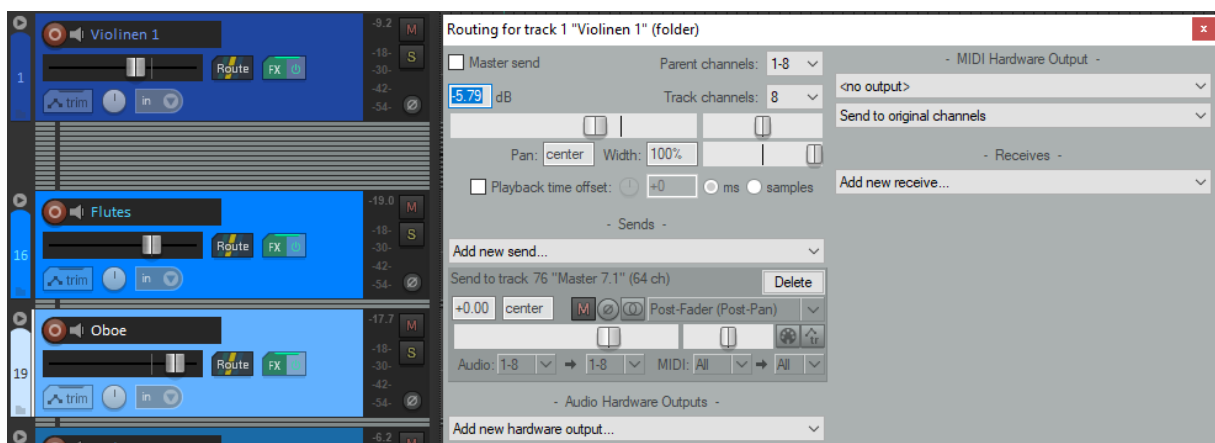 Violinen 1
-9.2
M
-18-
S
-30-
-42-
-54-
1
Route
FX
trim
in
Flutes
-19.0
M
-18-
S
-30-
-42-
-54-
16
Route
FX
trim
in
Oboe
-17.7
M
-18-
S
-30-
-42-
-54-
19
Route
FX
trim
in
-6.2
M
Routing for track 1 "Violinen 1" (folder)
x
Master send
Parent channels: 1-8
-5.79 dB
Track channels: 8
Pan: center Width: 100%
Playback time offset: +0 ms samples
- Sends -
Add new send...
Send to track 76 "Master 7.1" (64 ch)
Delete
+0.00 center M Post-Fader (Post-Pan)
tr
Audio: 1-8 1-8 MIDI: All All
- Audio Hardware Outputs -
Add new hardware output...
- MIDI Hardware Output -
<no output>
Send to original channels
- Receives -
Add new receive...